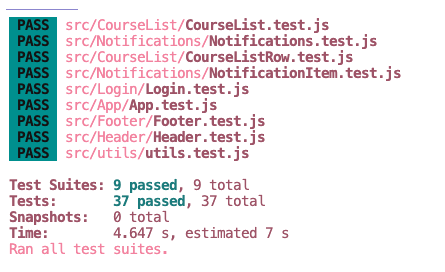 PASS src/CourseList/CourseList.test.js
PASS src/Notifications/Notifications.test.js
PASS src/CourseList/CourseListRow.test.js
PASS src/Notifications/NotificationItem.test.js
PASS src/Login/Login.test.js
PASS src/App/App.test.js
PASS src/Footer/Footer.test.js
PASS src/Header/Header.test.js
PASS src/utils/utils.test.js
Test Suites: 9 passed, 9 total
Tests: 37 passed, 37 total
Snapshots: 0 total
Time: 4.647 s, estimated 7 s
Ran all test suites.